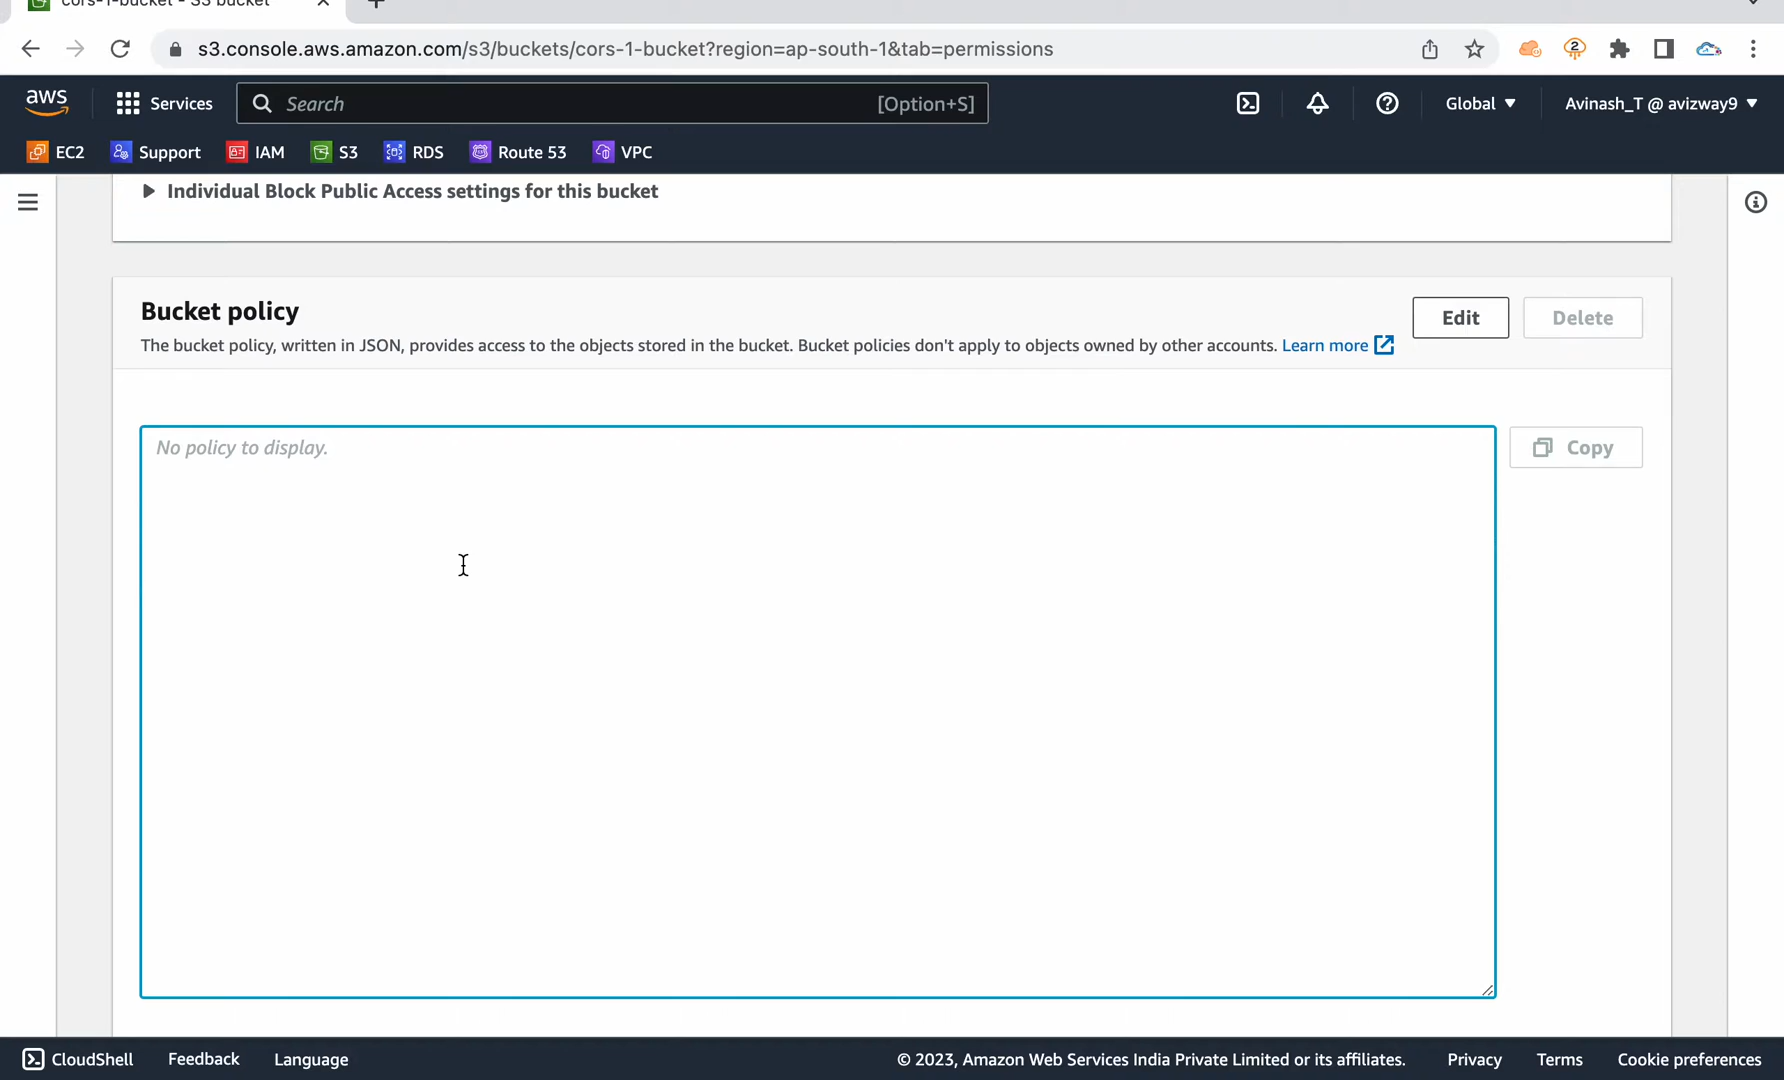 cors-1-bucket - S3 bucket
s3.console.aws.amazon.com/s3/buckets/cors-1-bucket?region=ap-south-1&tab=permissions
2
aws
Services
Search
[Option+S]
Global
Avinash_T @ avizway9
EC2
Support
IAM
S3
RDS
Route 53
VPC
Individual Block Public Access settings for this bucket
Bucket policy
Edit
Delete
The bucket policy, written in JSON, provides access to the objects stored in the bucket. Bucket policies don't apply to objects owned by other accounts. Learn more
No policy to display.
Copy
CloudShell
Feedback
Language
© 2023, Amazon Web Services India Private Limited or its affiliates.
Privacy
Terms
Cookie preferences